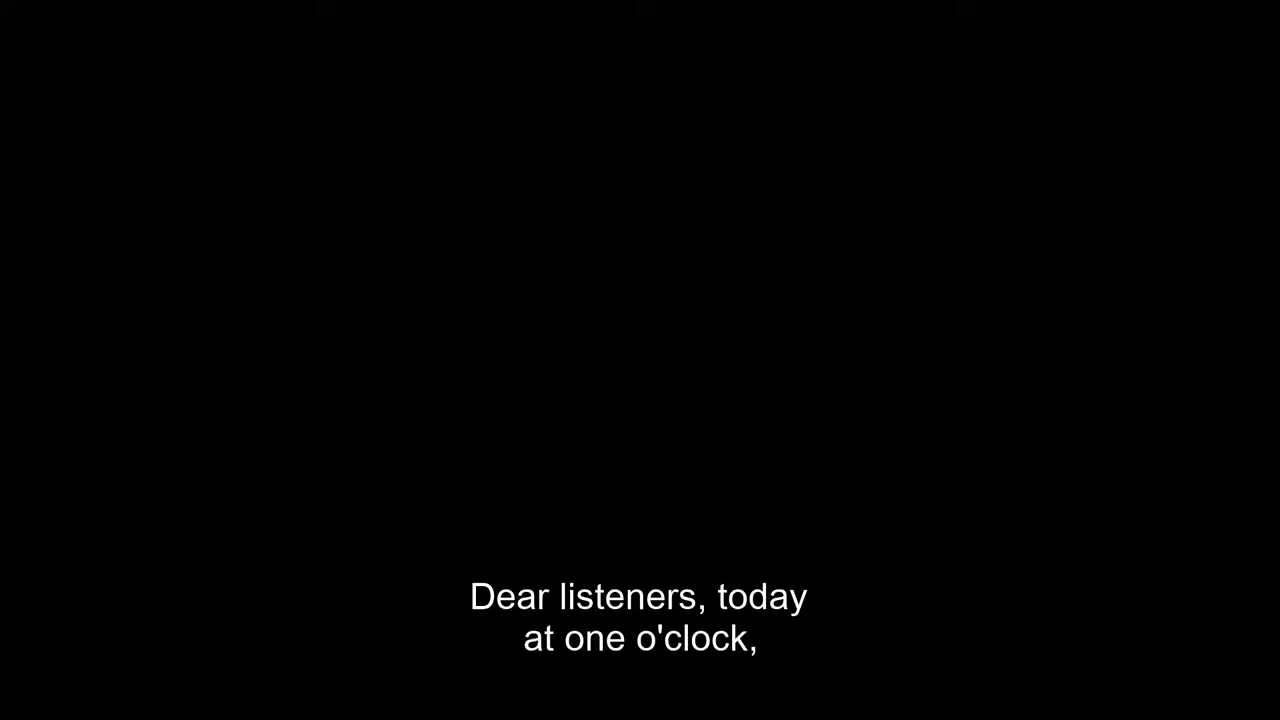 Dear listeners, today
at one o'clock,